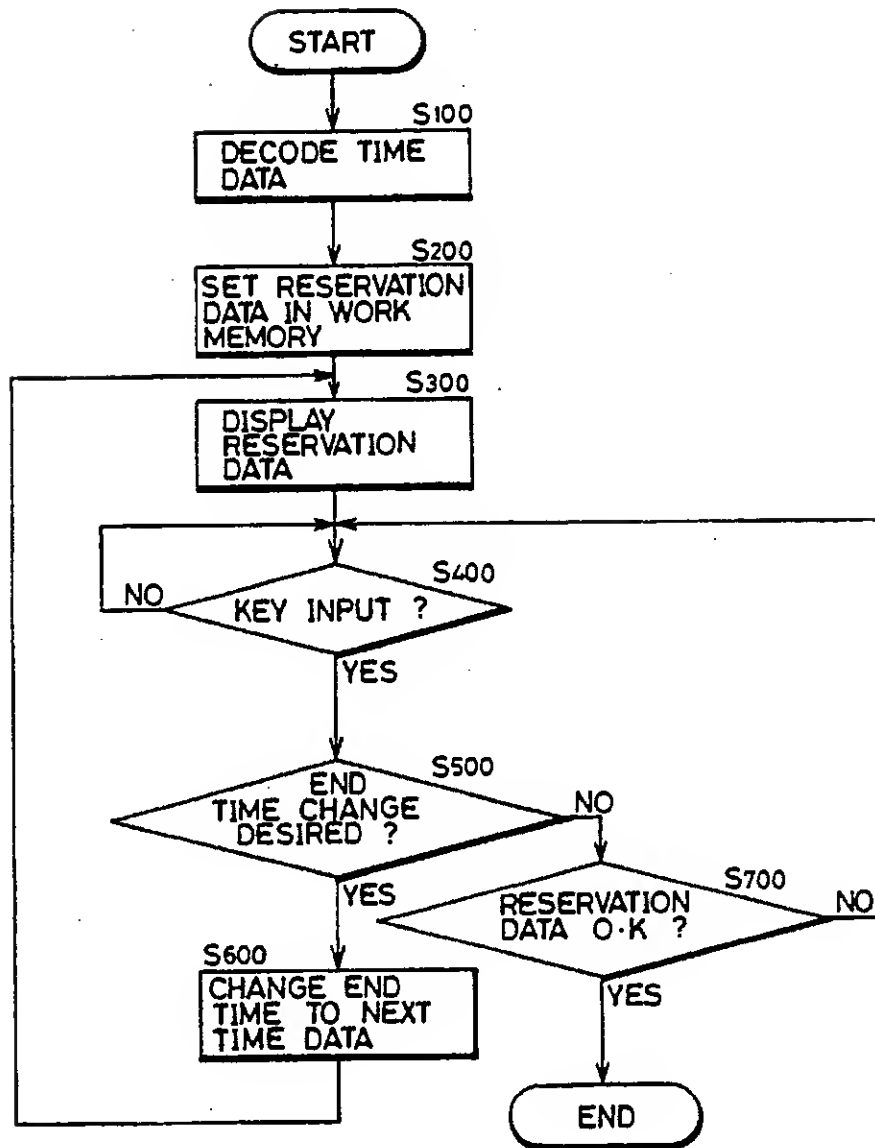 START
S100
DECODE TIME
DATA
S200
SET RESERVATION
DATA IN WORK
MEMORY
S300
DISPLAY
RESERVATION
DATA
S400
NO
KEY INPUT ?
YES
S500
END
TIME CHANGE
DESIRED ?
NO
YES
S700
RESERVATION
DATA O·K ?
NO
YES
S600
CHANGE END
TIME TO NEXT
TIME DATA
END